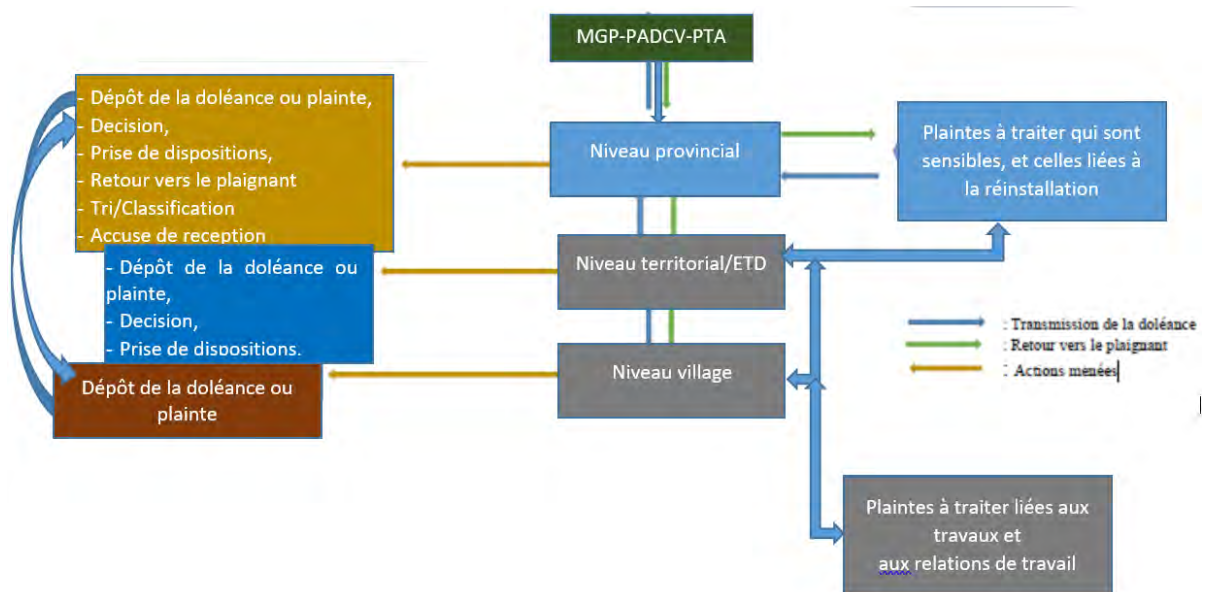 MGP-PADCV-PTA
- Dépôt de la doléance ou plainte,
- Decision,
- Prise de dispositions,
- Retour vers le plaignant
- Tri/Classification
- Accuse de reception
Niveau provincial
Plaintes à traiter qui sont
sensibles, et celles liées à
la réinstallation
- Dépôt de la doléance ou
plainte,
- Decision,
- Prise de dispositions.
Niveau territorial/ETD
: Transmission de la doléance
: Retour vers le plaignant
: Actions menées
Dépôt de la doléance ou
plainte
Niveau village
Plaintes à traiter liées aux
travaux et
aux relations de travail